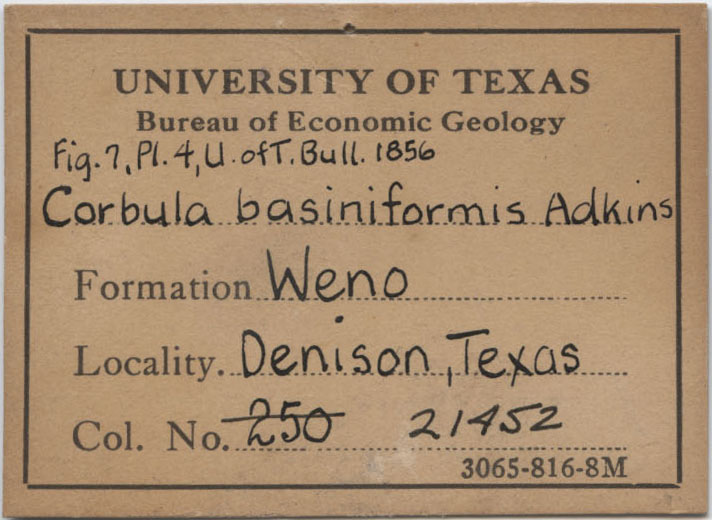 UNIVERSITY OF TEXAS
Bureau of Economic Geology
Fig. 7, Pl. 4, U. of T. Bull. 1856
Corbula basiniformis Adkins
Formation Weno
Locality. Denison, Texas
Col. No. 250 21452
3065-816-8M